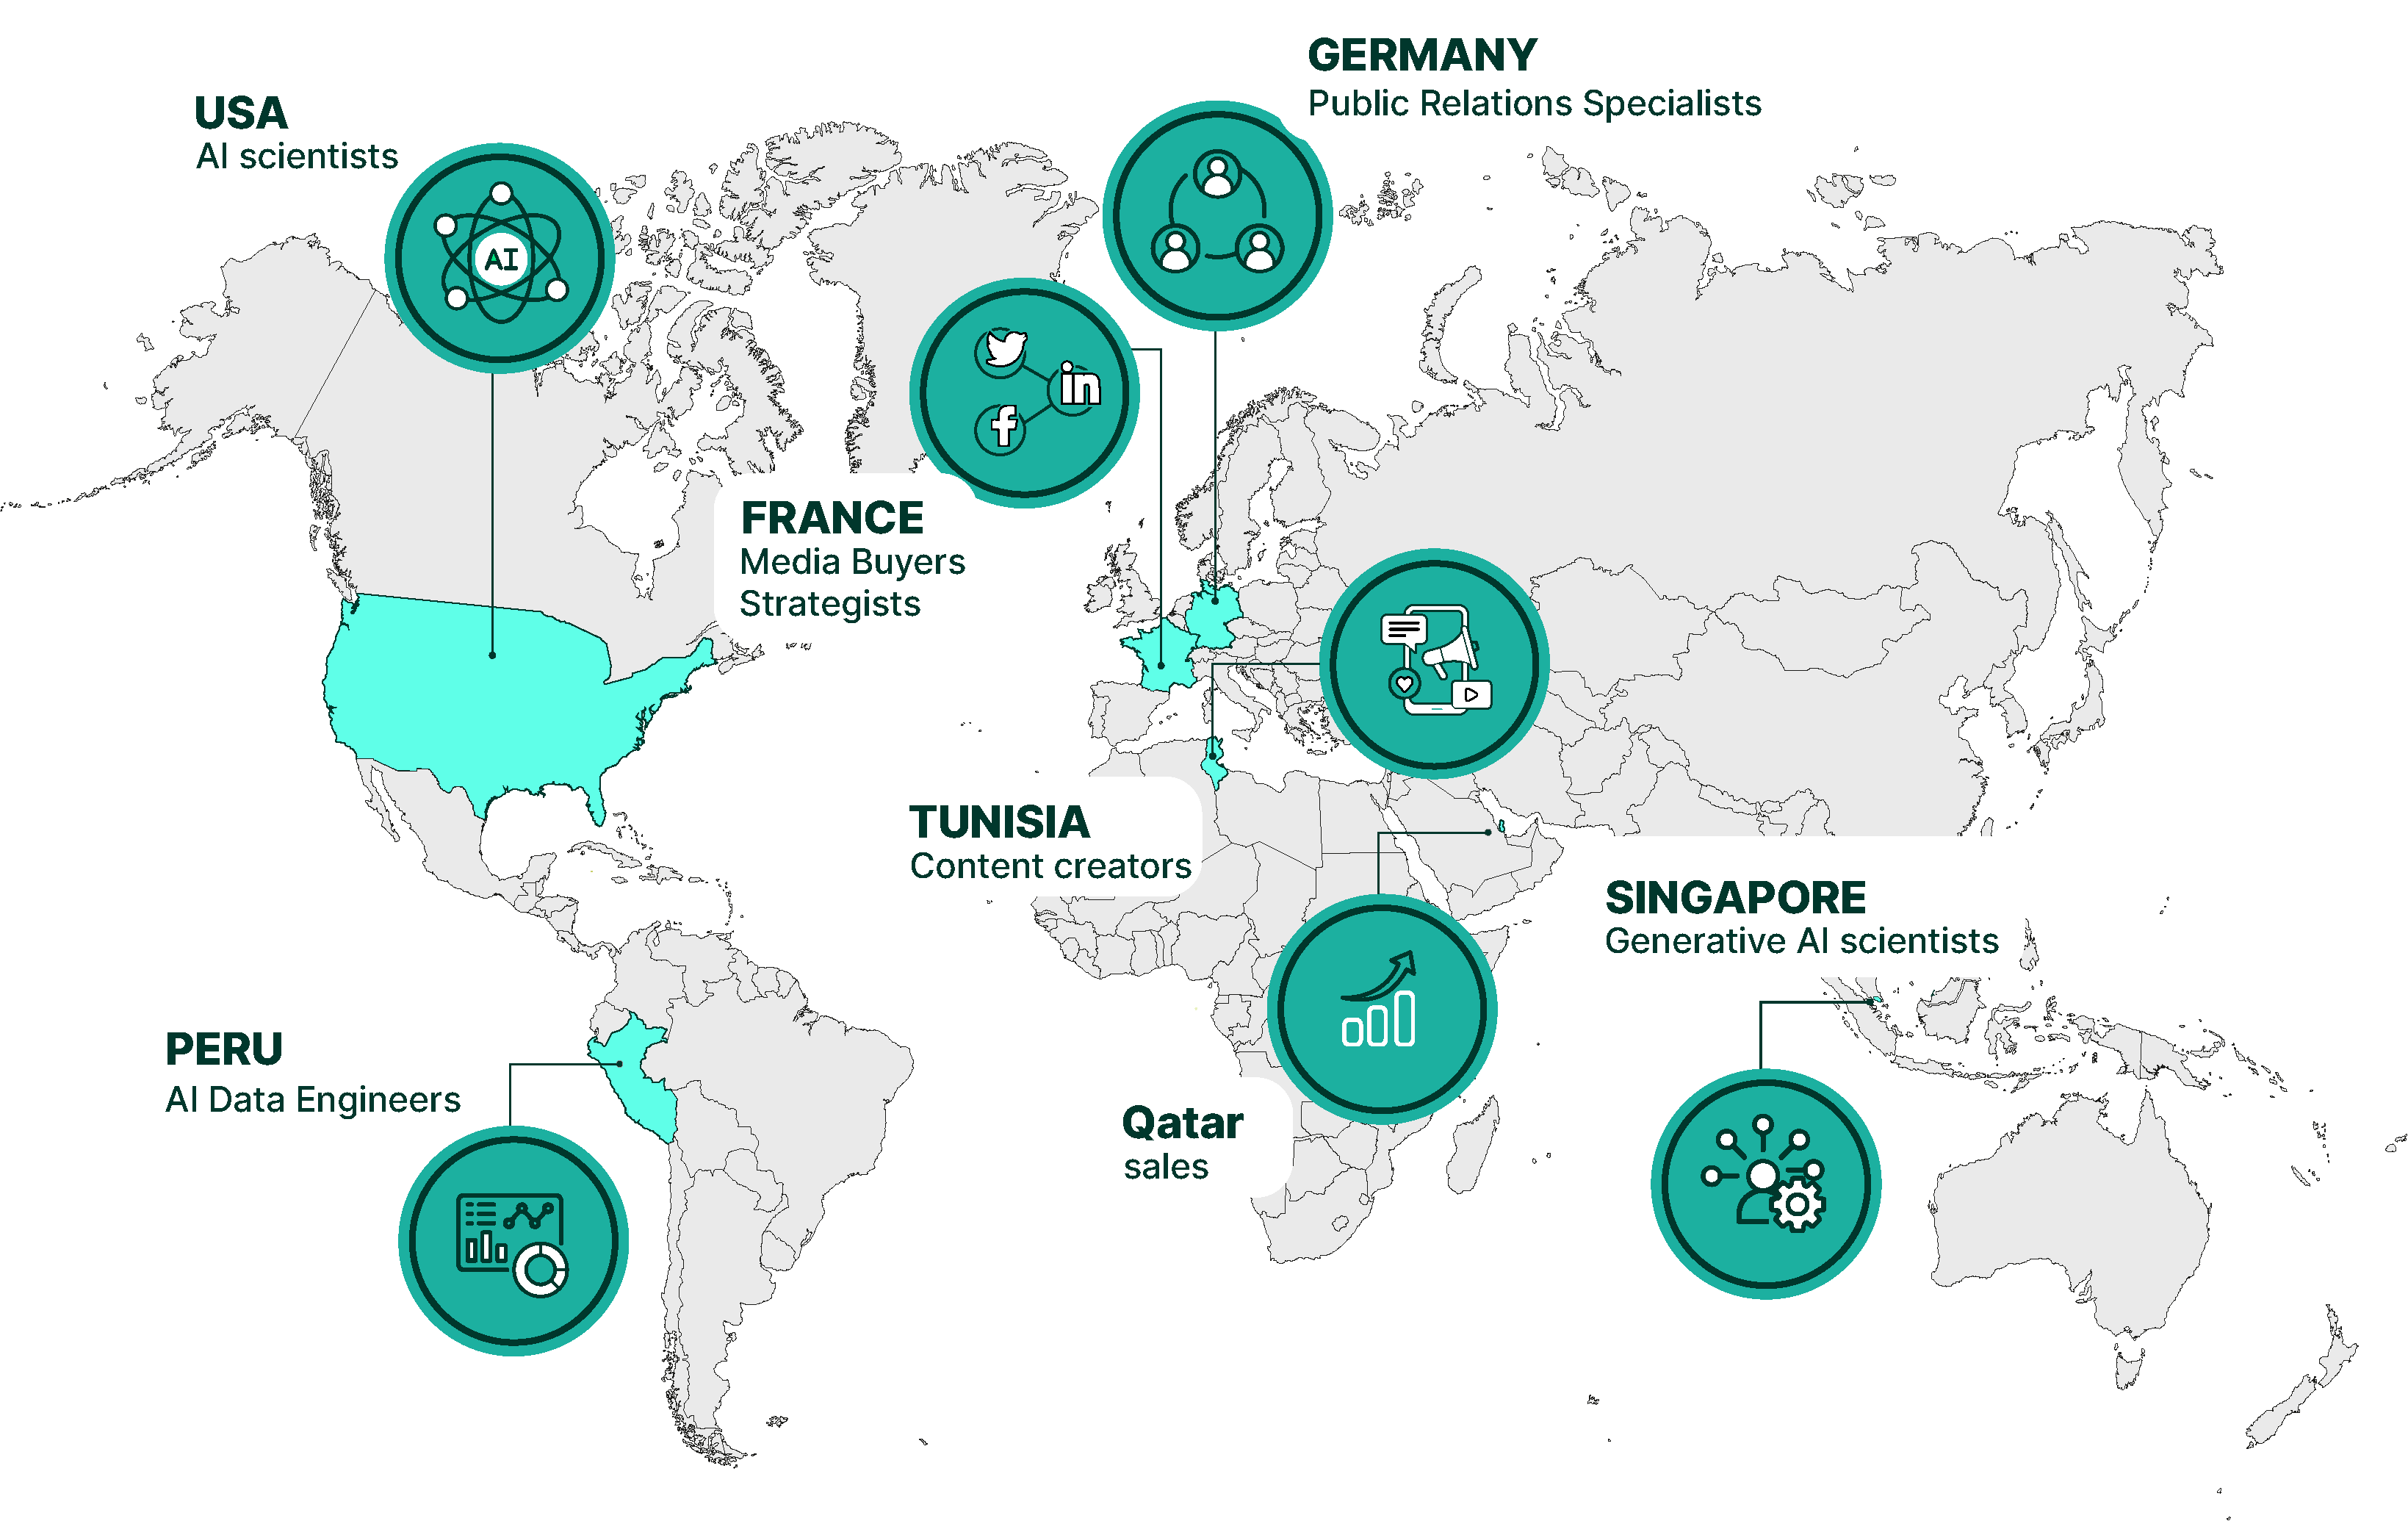 GERMANY
Public Relations Specialists
USA
AI scientists
AI
in
f
FRANCE
Media Buyers
Strategists
TUNISIA
Content creators
SINGAPORE
Generative AI scientists
PERU
AI Data Engineers
Qatar
sales